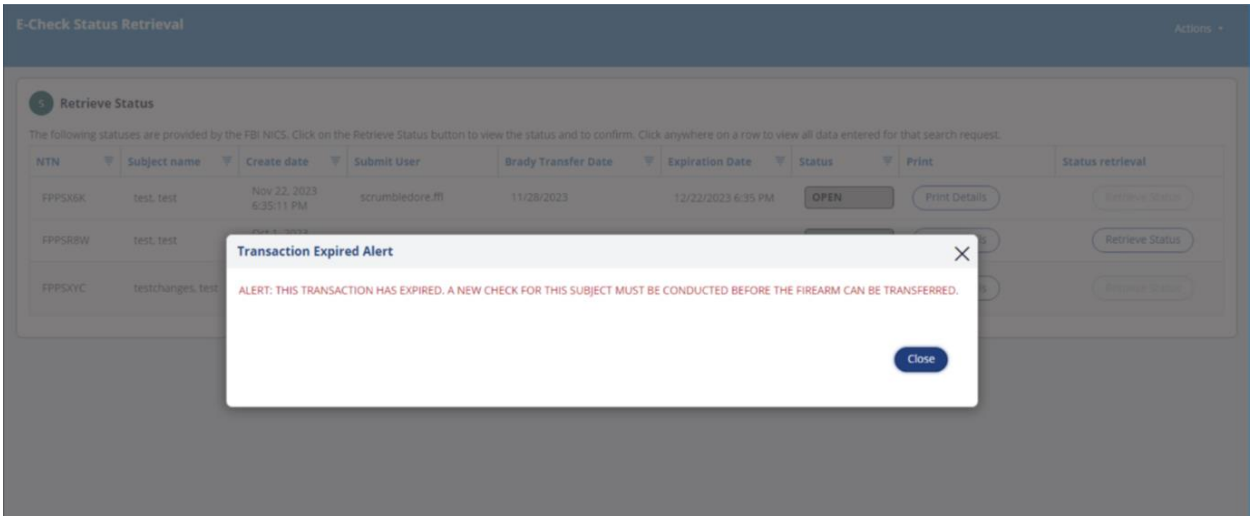 E-Check Status Retrieval
Actions
S Retrieve Status
The following statuses are provided by the FBI NICS. Click on the Retrieve Status button to view the status and to confirm. Click anywhere on a row to view all data entered for that search request.
NTN Subject name Create date Submit User Brady Transfer Date Expiration Date Status Print Status retrieval
FPPSX6K test, test Nov 22, 2023 6:35:11 PM scrumbledore.ffl 11/28/2023 12/22/2023 6:35 PM OPEN Print Details Retrieve Status
FPPSR8W test, test Oct 1, 2023 Retrieve Status
Transaction Expired Alert
FPPSXYC testchanges, test Retrieve Status
ALERT: THIS TRANSACTION HAS EXPIRED. A NEW CHECK FOR THIS SUBJECT MUST BE CONDUCTED BEFORE THE FIREARM CAN BE TRANSFERRED.
Close